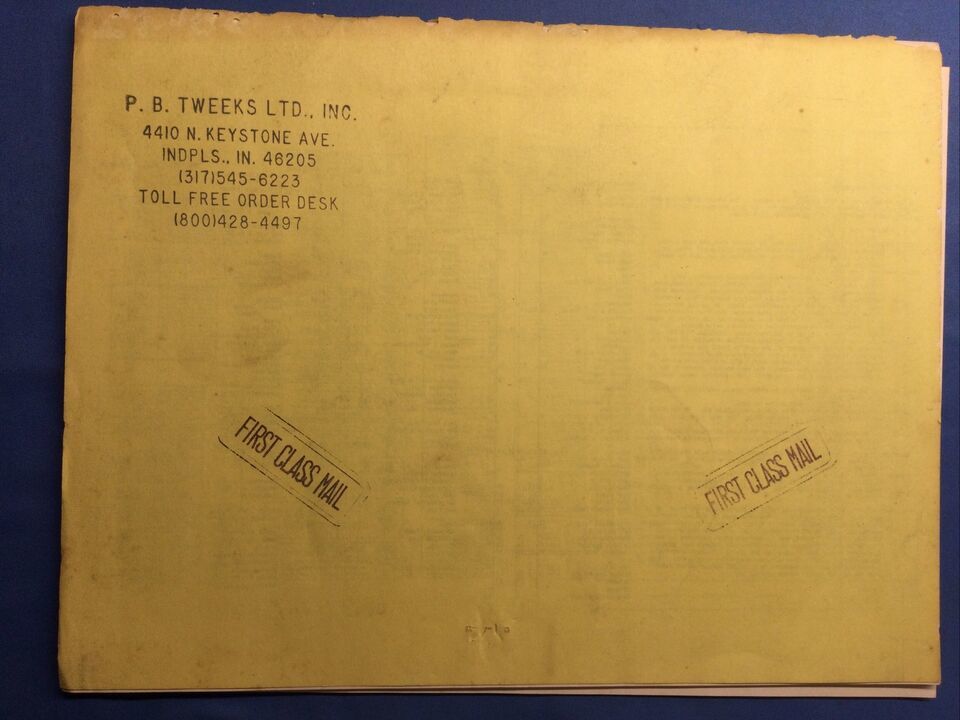 P. B. TWEEKS LTD., INC.
4410 N. KEYSTONE AVE.
INDPLS., IN. 46205
(317)545-6223
TOLL FREE ORDER DESK
(800)428-4497
FIRST CLASS MAIL
FIRST CLASS MAIL